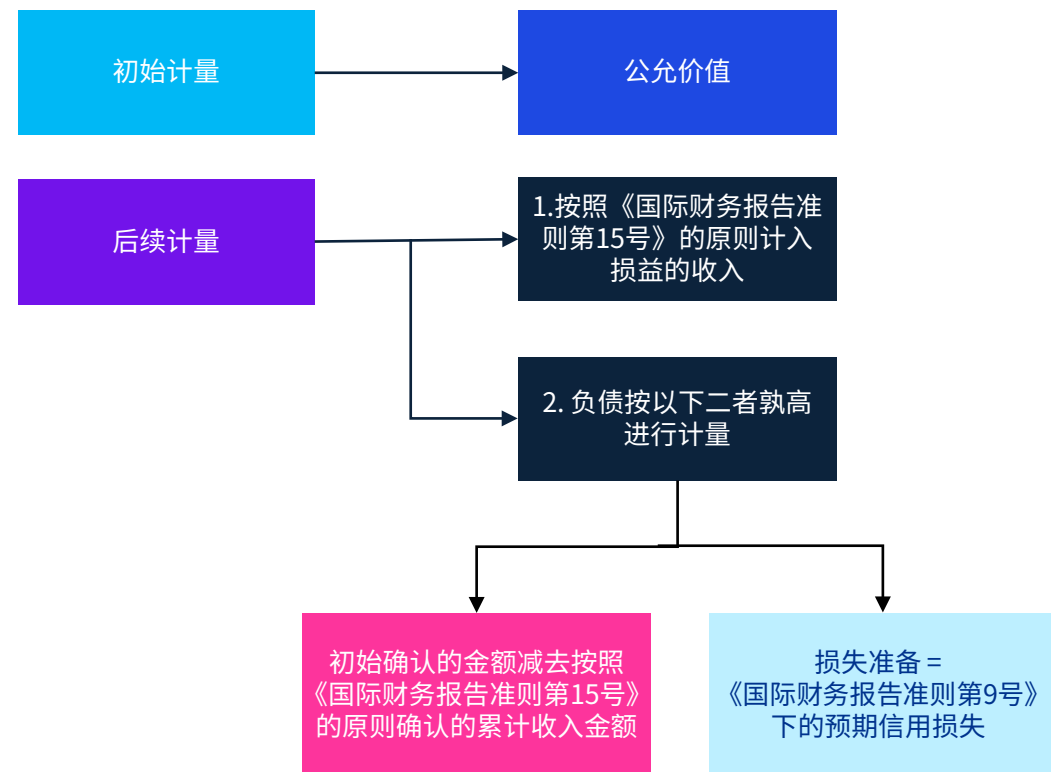 初始计量
公允价值
后续计量
1.按照《国际财务报告准
则第15号》的原则计入
损益的收入
2. 负债按以下二者孰高
进行计量
初始确认的金额减去按照
《国际财务报告准则第15号》
的原则确认的累计收入金额
损失准备 =
《国际财务报告准则第9号》
下的预期信用损失